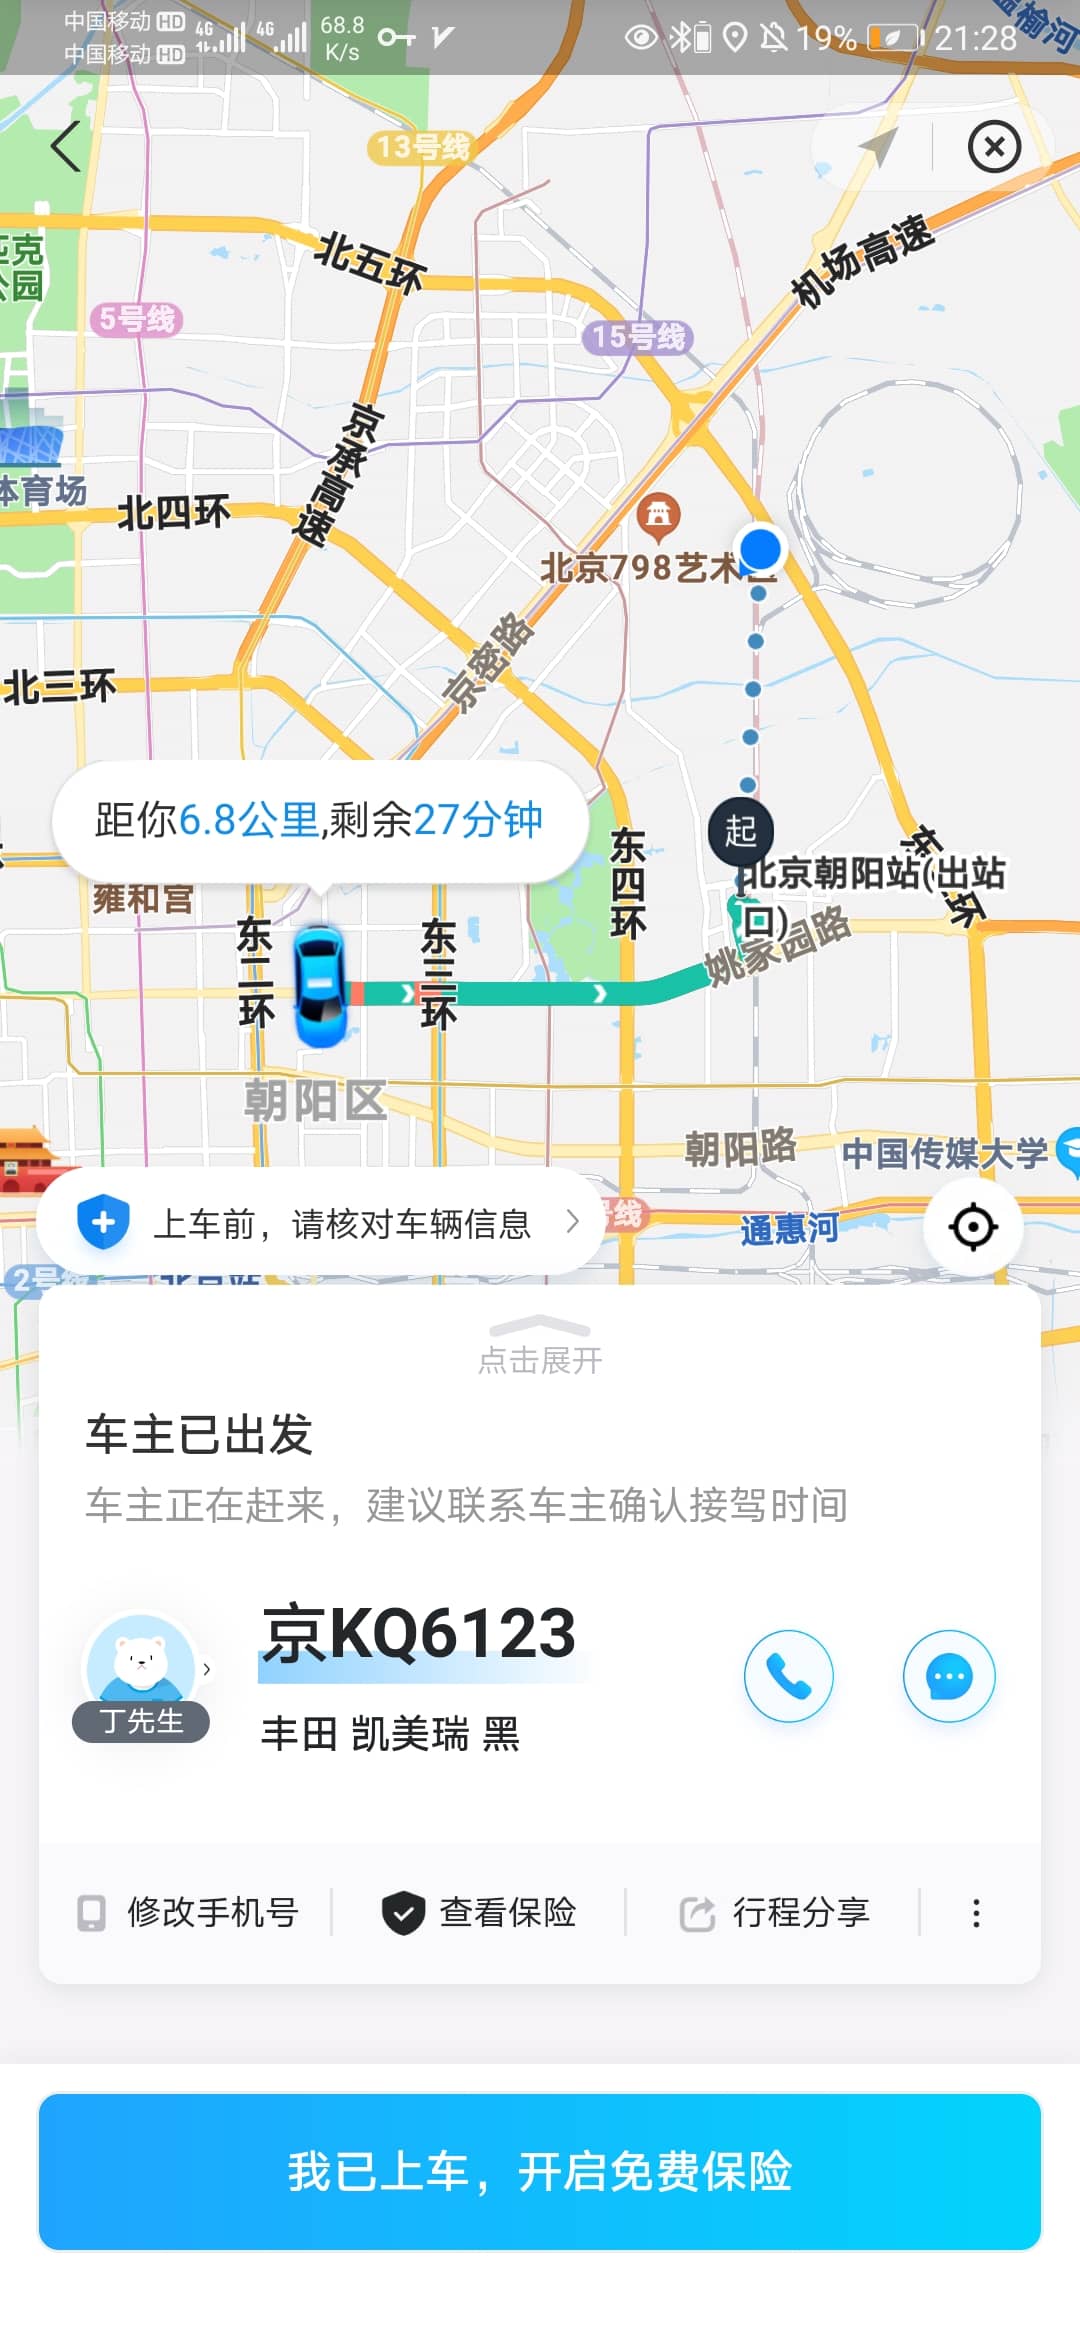 中国移动 HD
中国移动 HD
4G
4G
68.8
K/s
19%
21:28
13号线
北五环
机场高速
5号线
15号线
京承高速
体育场
北四环
北京798艺术区
京密路
北三环
距你6.8公里,剩余27分钟
起
北京朝阳站(出站
口)
东四环
东五环
雍和宫
东二环
东三环
姚家园路
朝阳区
朝阳路
中国传媒大学
上车前，请核对车辆信息
号线
通惠河
2号线
点击展开
车主已出发
车主正在赶来，建议联系车主确认接驾时间
京KQ6123
丁先生
丰田 凯美瑞 黑
修改手机号
查看保险
行程分享
我已上车，开启免费保险